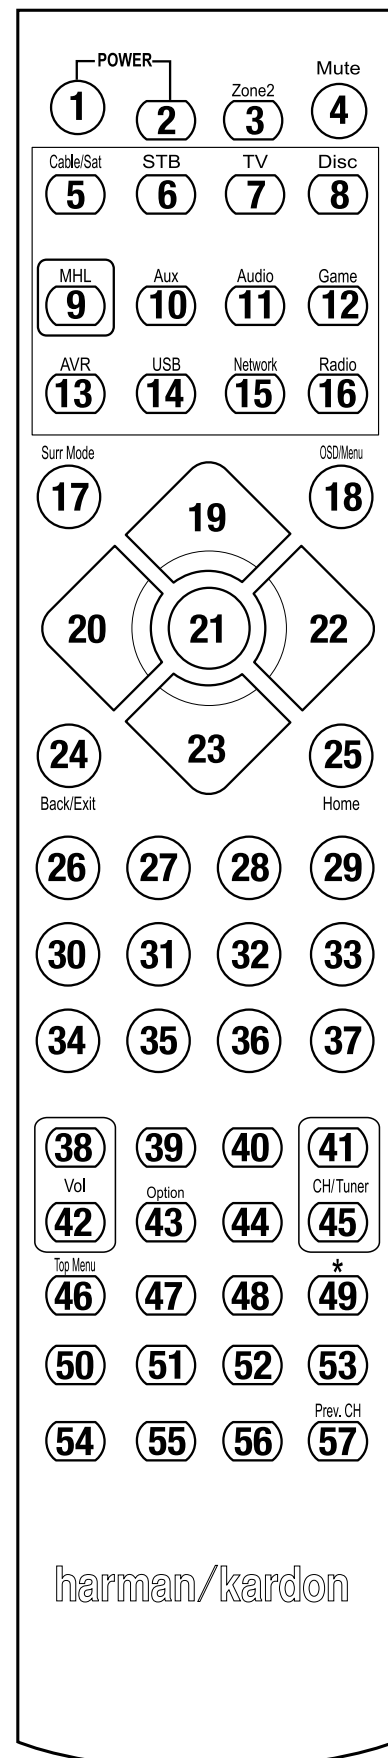 POWER
Mute
Zone2
1 2 3 4
Cable/Sat STB TV Disc
5 6 7 8
MHL Aux Audio Game
9 10 11 12
AVR USB Network Radio
13 14 15 16
Surr Mode OSD/Menu
17 18
19
20 21 22
23
24 25
Back/Exit Home
26 27 28 29
30 31 32 33
34 35 36 37
38 39 40 41
Vol Option CH/Tuner
42 43 44 45
Top Menu *
46 47 48 49
50 51 52 53
Prev. CH
54 55 56 57
harman/kardon